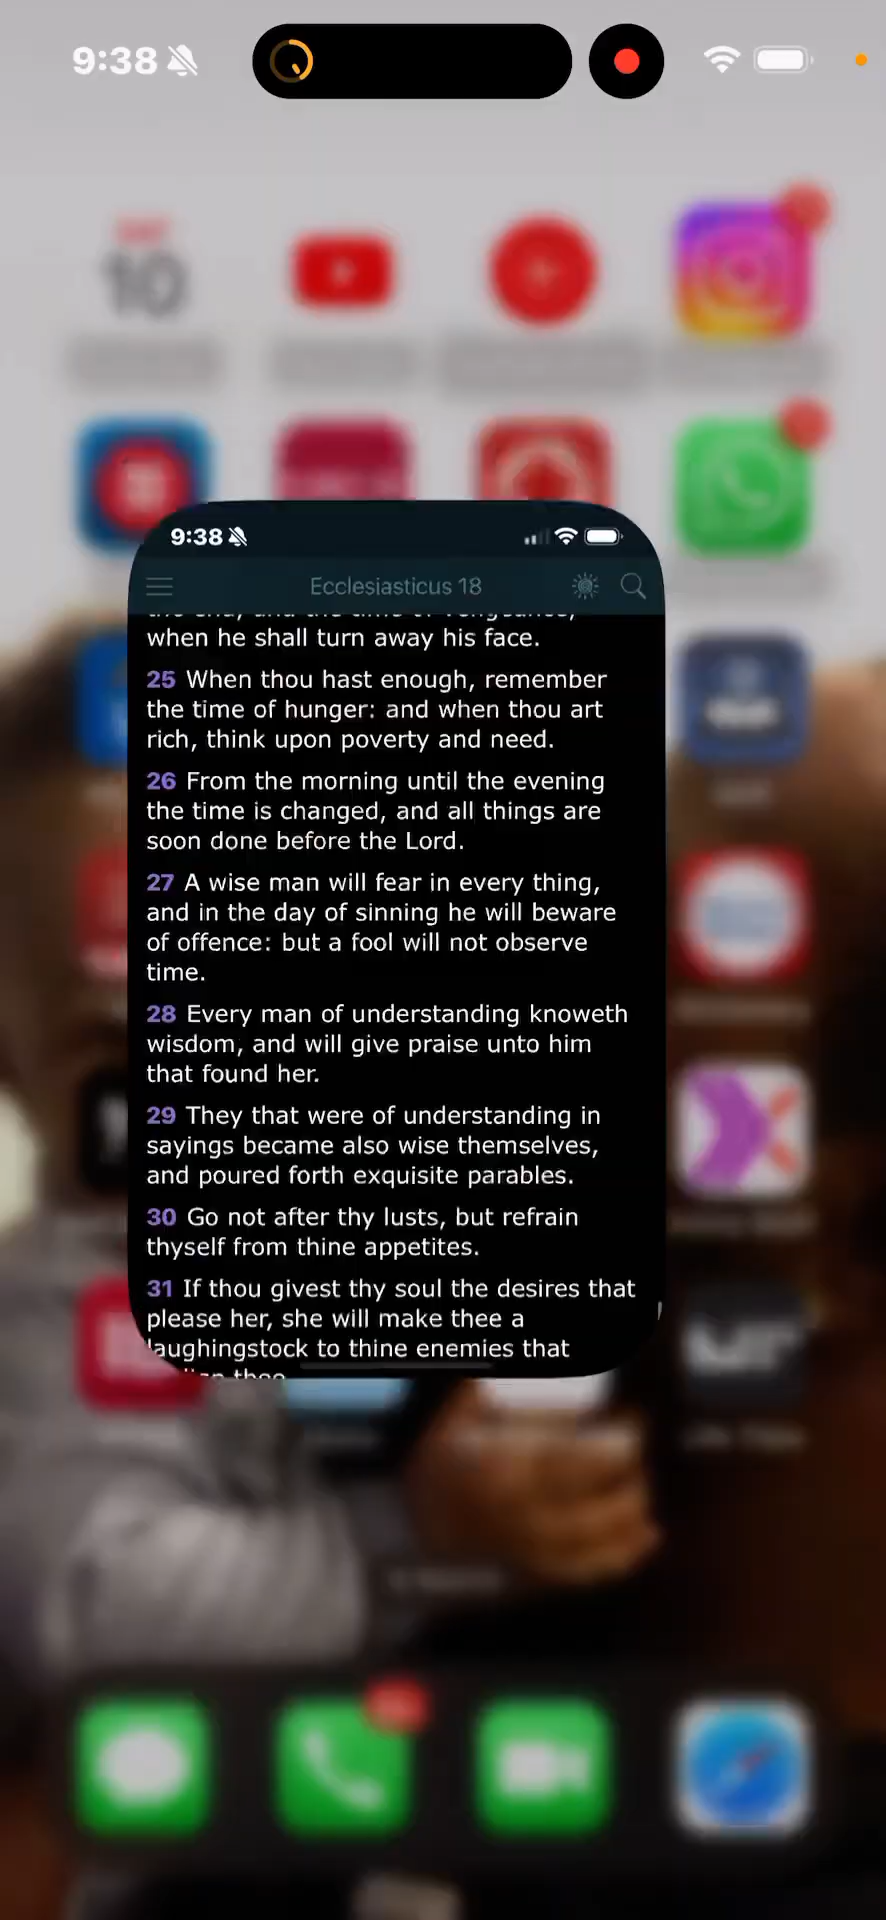 9:38
10
9:38
Ecclesiasticus 18
when he shall turn away his face.
25 When thou hast enough, remember
the time of hunger: and when thou art
rich, think upon poverty and need.
26 From the morning until the evening
the time is changed, and all things are
soon done before the Lord.
27 A wise man will fear in every thing,
and in the day of sinning he will beware
of offence: but a fool will not observe
time.
28 Every man of understanding knoweth
wisdom, and will give praise unto him
that found her.
29 They that were of understanding in
sayings became also wise themselves,
and poured forth exquisite parables.
30 Go not after thy lusts, but refrain
thyself from thine appetites.
31 If thou givest thy soul the desires that
please her, she will make thee a
laughingstock to thine enemies that